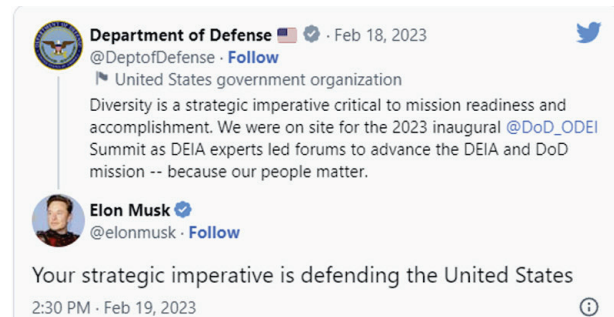 Department of Defense 🇺🇸 · Feb 18, 2023
@DeptofDefense · Follow
United States government organization
Diversity is a strategic imperative critical to mission readiness and
accomplishment. We were on site for the 2023 inaugural @DoD_ODEI
Summit as DEIA experts led forums to advance the DEIA and DoD
mission -- because our people matter.
Elon Musk
@elonmusk · Follow
Your strategic imperative is defending the United States
2:30 PM · Feb 19, 2023